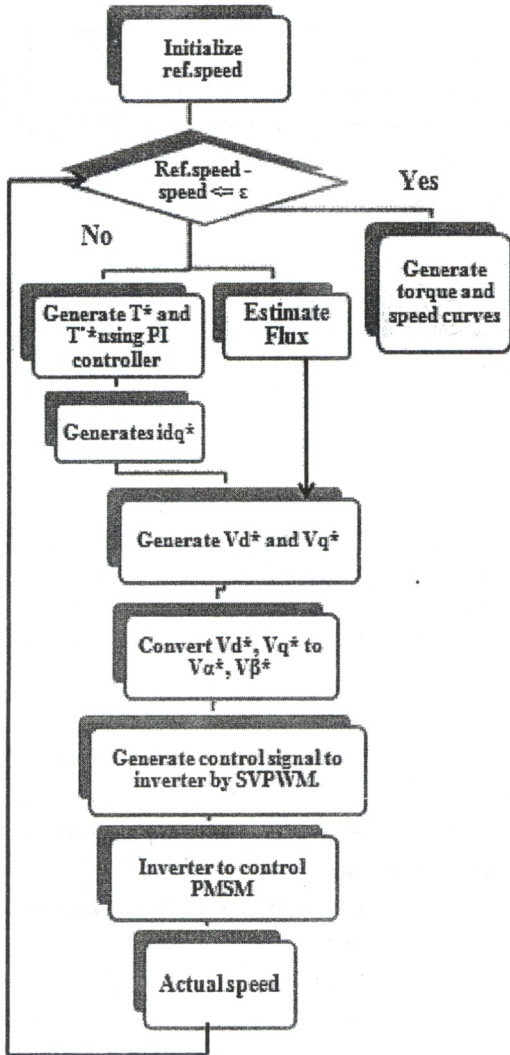 Initialize
ref.speed
Ref.speed -
speed <= ε
Yes
No
Generate T* and
T'*using PI
controller
Estimate
Flux
Generate
torque and
speed curves
Generates idq*
Generate Vd* and Vq*
Convert Vd*, Vq* to
Vα*, Vβ*
Generate control signal to
inverter by SVPWM.
Inverter to control
PMSM
Actual speed